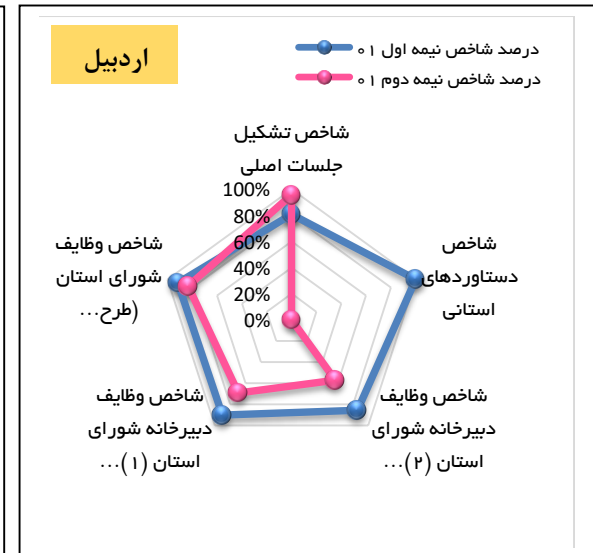 اردبیل
درصد شاخص نیمه اول ۰۱
درصد شاخص نیمه دوم ۰۱
شاخص تشکیل
جلسات اصلی
شاخص
دستاوردهای
استانی
شاخص وظایف
دبیرخانه شورای
استان (۲)...
شاخص وظایف
دبیرخانه شورای
استان (۱)...
شاخص وظایف
شورای استان
(طرح...
100%
80%
60%
40%
20%
0%